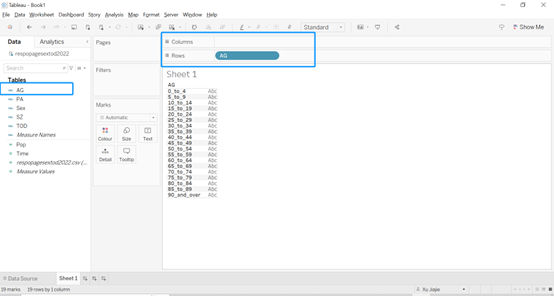 Tableau - Book1
File Data Worksheet Dashboard Story Analysis Map Format Server Window Help
Standard
Show Me
Data Analytics
respopagesextod2022
Search
Tables
AG
PA
Sex
SZ
TOD
Measure Names
Pop
Time
respopagesextod2022.csv (...
Measure Values
Pages
Filters
Marks
Automatic
Colour Size Text
Detail Tooltip
Columns
Rows AG
Sheet 1
AG
0_to_4 Abc
5_to_9 Abc
10_to_14 Abc
15_to_19 Abc
20_to_24 Abc
25_to_29 Abc
30_to_34 Abc
35_to_39 Abc
40_to_44 Abc
45_to_49 Abc
50_to_54 Abc
55_to_59 Abc
60_to_64 Abc
65_to_69 Abc
70_to_74 Abc
75_to_79 Abc
80_to_84 Abc
85_to_89 Abc
90_and_over Abc
Data Source Sheet 1
19 marks 19 rows by 1 column
Xu Jiajie